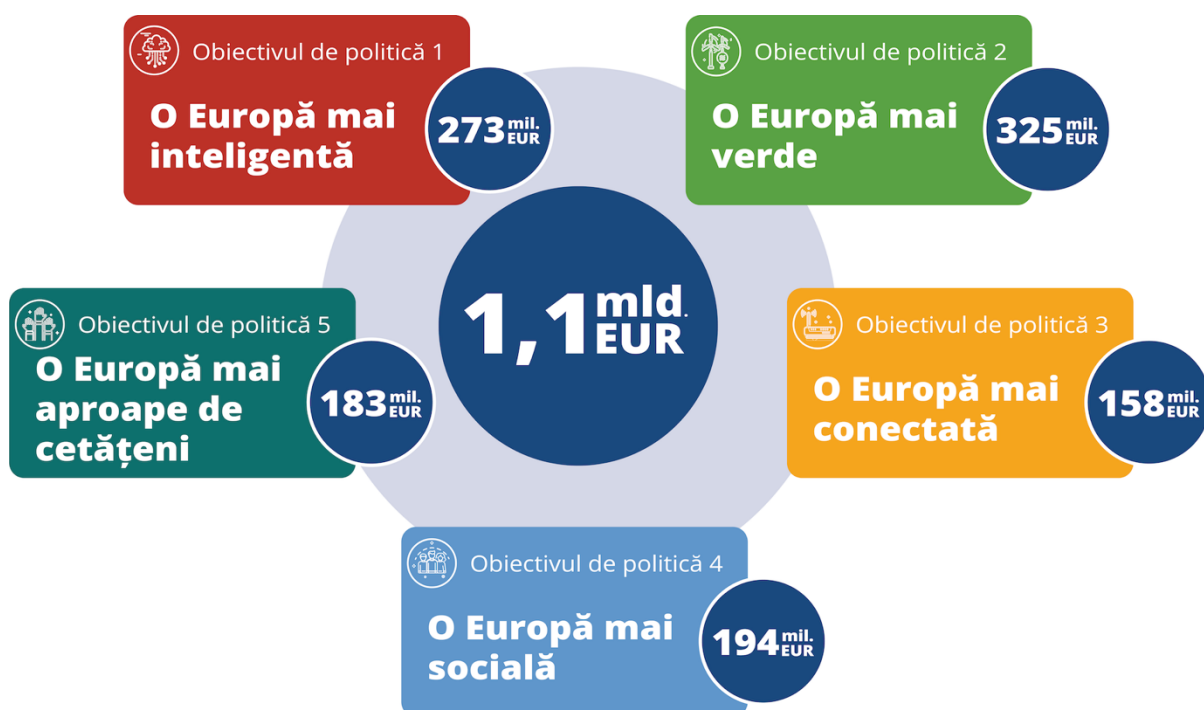 Obiectivul de politică 1
O Europă mai
inteligentă
273 mil. EUR
Obiectivul de politică 2
O Europă mai
verde
325 mil. EUR
1,1 mld. EUR
Obiectivul de politică 5
O Europă mai
aproape de
cetățeni
183 mil. EUR
Obiectivul de politică 3
O Europă mai
conectată
158 mil. EUR
Obiectivul de politică 4
O Europă mai
socială
194 mil. EUR